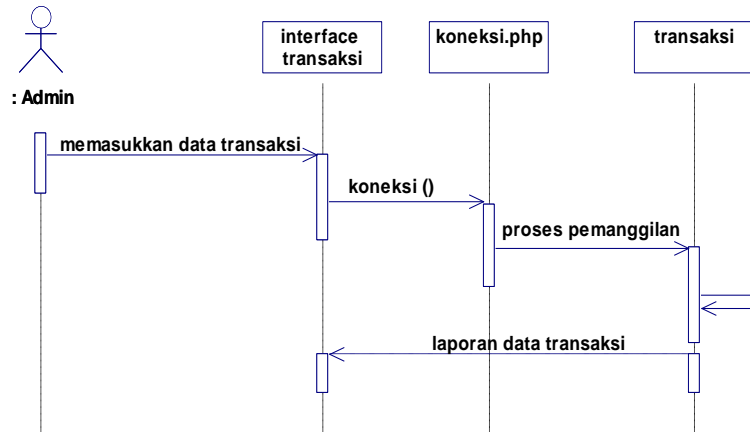 interface
transaksi
koneksi.php
transaksi
: Admin
memasukkan data transaksi
koneksi ()
proses pemanggilan
laporan data transaksi